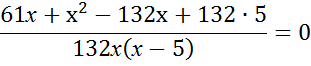 (61x + x² − 132x + 132 · 5) / (132x(x − 5)) = 0